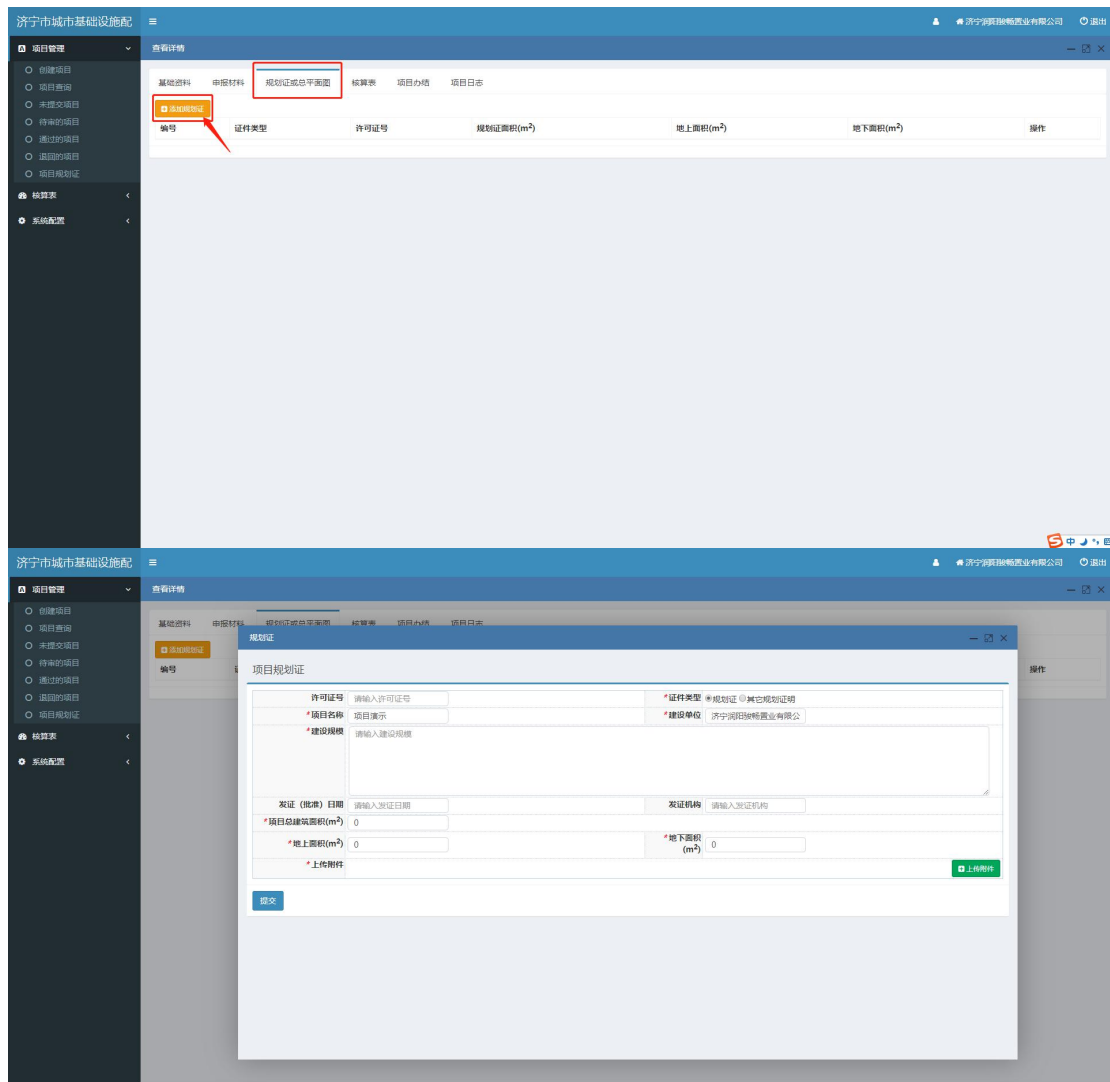 济宁市城市基础设施配
济宁润阳骏畅置业有限公司 退出
项目管理
查看详情
创建项目
项目查询
未提交项目
待审的项目
通过的项目
退回的项目
项目规划证
核算表
系统配置
基础资料 申报材料 规划证或总平面图 核算表 项目办结 项目日志
添加规划证
编号 证件类型 许可证号 规划证面积(m²) 地上面积(m²) 地下面积(m²) 操作
中
济宁市城市基础设施配
济宁润阳骏畅置业有限公司 退出
项目管理
查看详情
创建项目
项目查询
未提交项目
待审的项目
通过的项目
退回的项目
项目规划证
核算表
系统配置
基础资料 申报材料 规划证或总平面图 核算表 项目办结 项目日志
添加规划证
编号 操作
规划证
项目规划证
许可证号 请输入许可证号 *证件类型 规划证 其它规划证明
*项目名称 项目演示 *建设单位 济宁润阳骏畅置业有限公
*建设规模 请输入建设规模
发证（批准）日期 请输入发证日期 发证机构 请输入发证机构
*项目总建筑面积(m²) 0
*地上面积(m²) 0 *地下面积(m²) 0
*上传附件 上传附件
提交